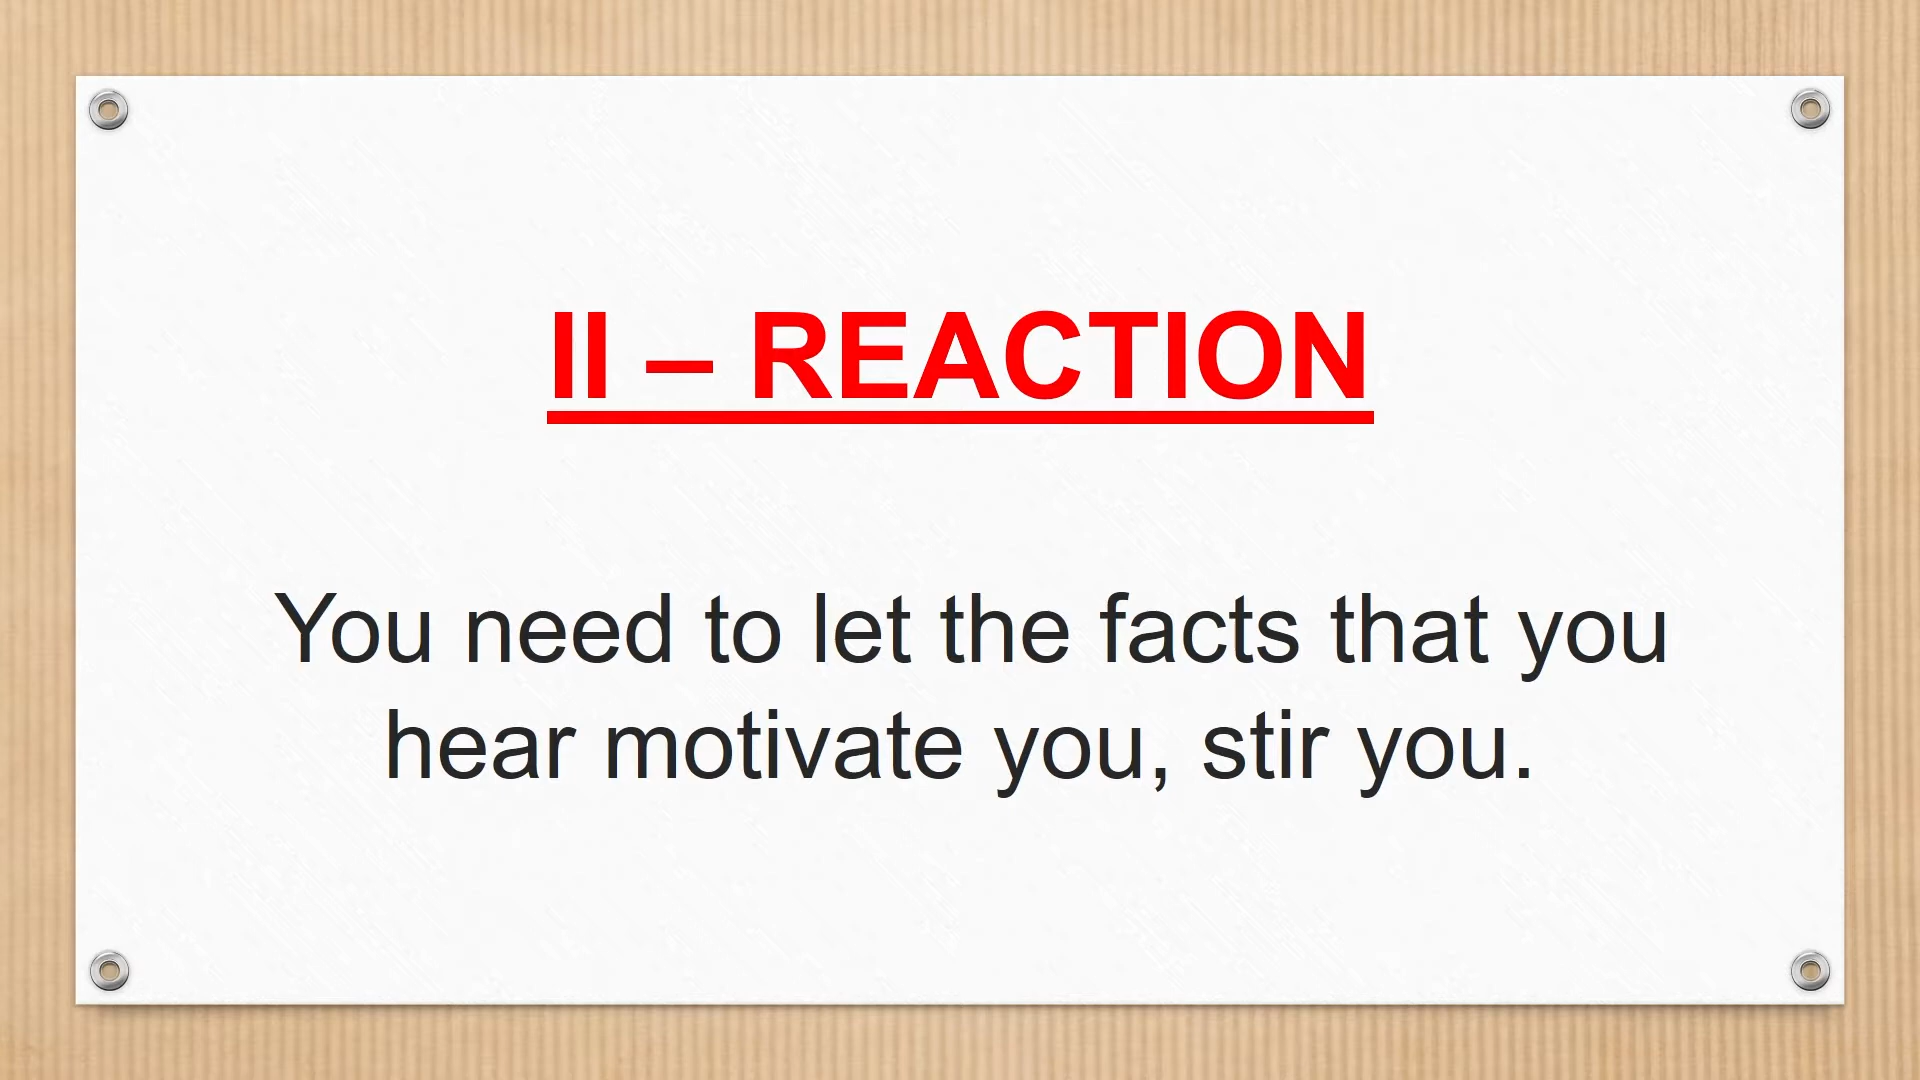 II – REACTION
You need to let the facts that you
hear motivate you, stir you.